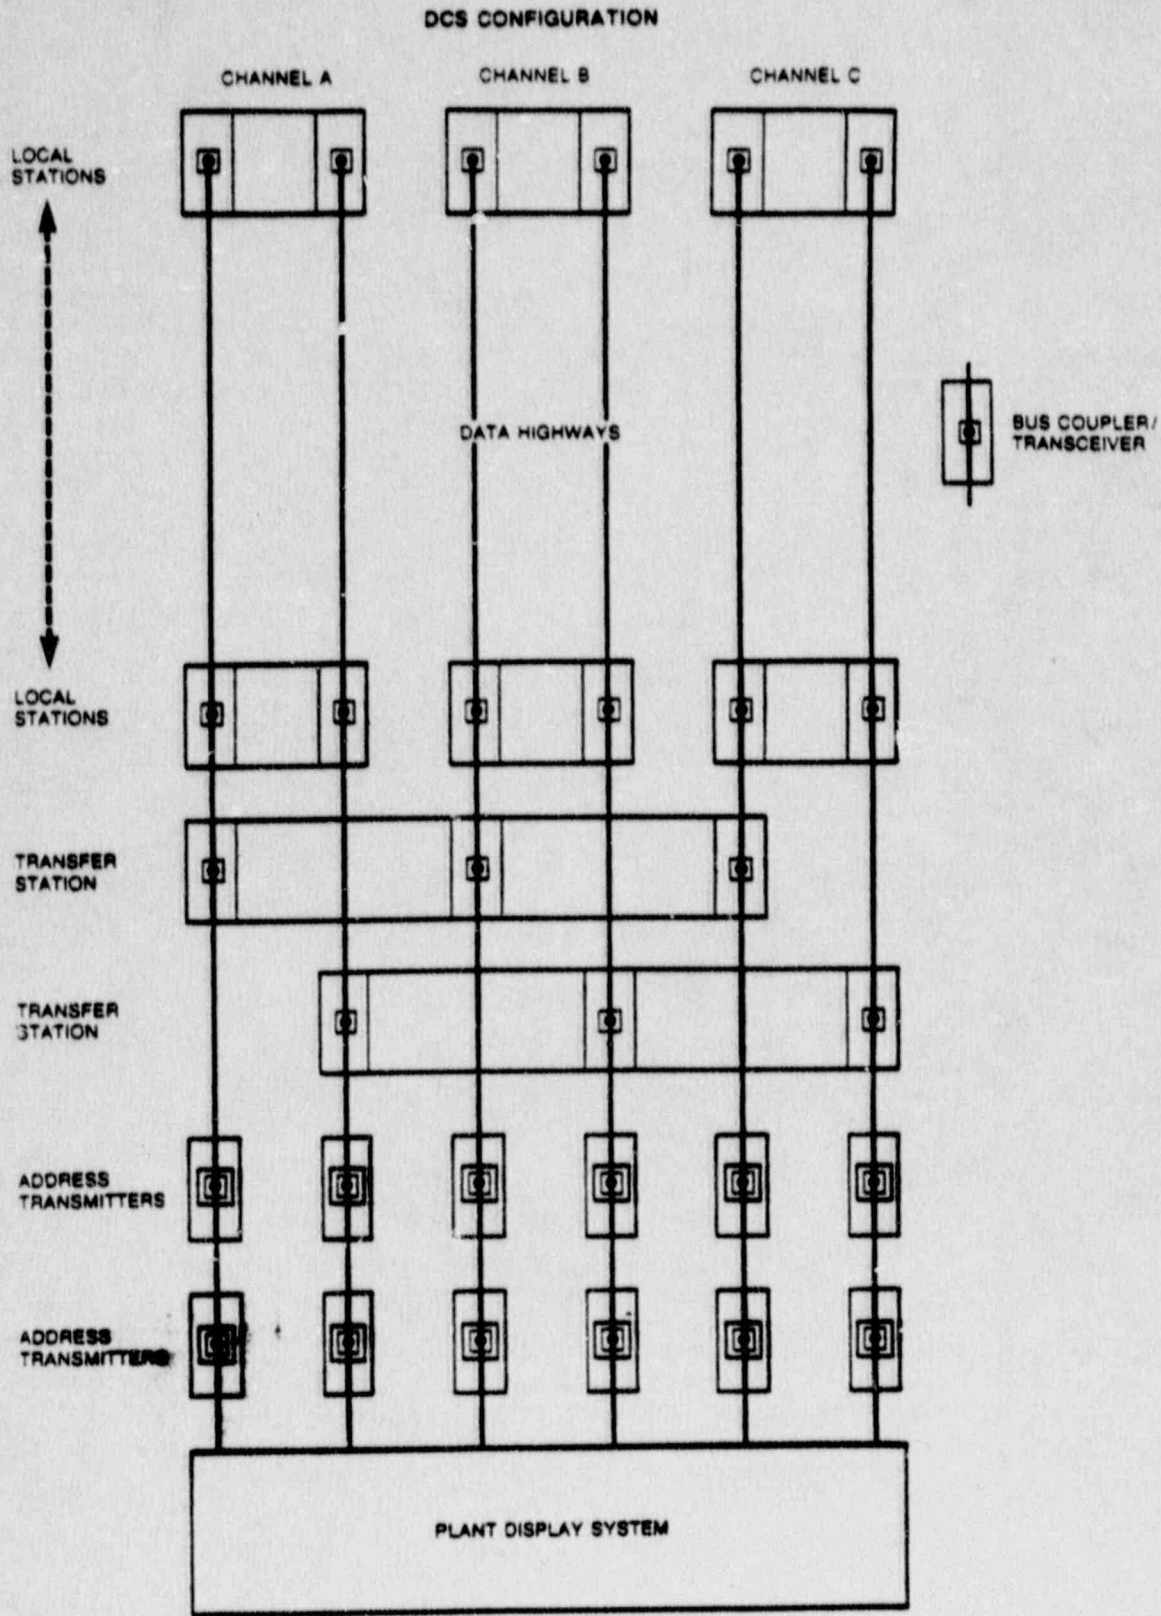 DCS CONFIGURATION
CHANNEL A
CHANNEL B
CHANNEL C
LOCAL
STATIONS
DATA HIGHWAYS
BUS COUPLER/
TRANSCEIVER
LOCAL
STATIONS
TRANSFER
STATION
TRANSFER
STATION
ADDRESS
TRANSMITTERS
ADDRESS
TRANSMITTERS
PLANT DISPLAY SYSTEM